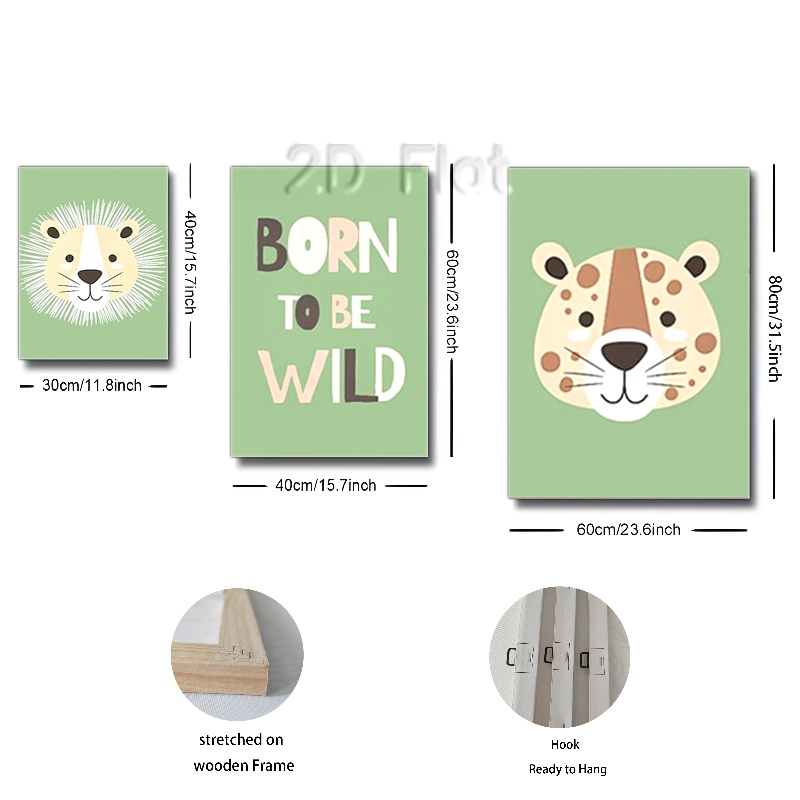 2D Flat
BORN
TO BE
WILD
40cm/15.7inch
30cm/11.8inch
60cm/23.6inch
40cm/15.7inch
80cm/31.5inch
60cm/23.6inch
stretched on
wooden Frame
Hook
Ready to Hang